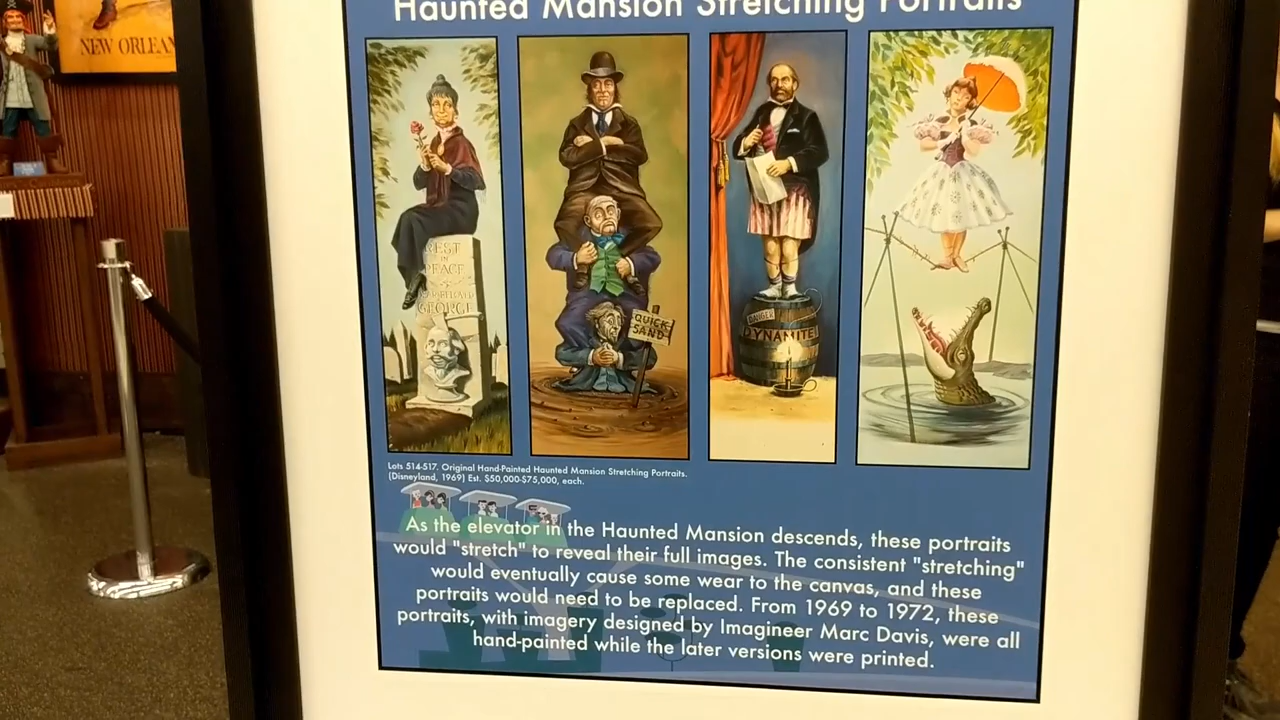 NEW ORLEAN
Haunted Mansion Stretching Portraits
REST
IN
PEACE
GEORGE
QUICK-
SAND
DANGER
DYNAMITE
Lots 514-517. Original Hand-Painted Haunted Mansion Stretching Portraits.
(Disneyland, 1969) Est. $50,000-$75,000, each.
As the elevator in the Haunted Mansion descends, these portraits
would "stretch" to reveal their full images. The consistent "stretching"
would eventually cause some wear to the canvas, and these
portraits would need to be replaced. From 1969 to 1972, these
portraits, with imagery designed by Imagineer Marc Davis, were all
hand-painted while the later versions were printed.